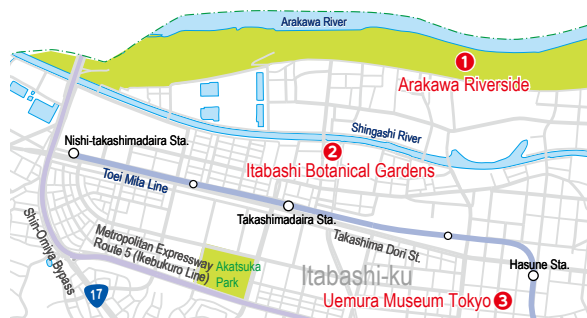 Arakawa River
1
Arakawa Riverside
Shingashi River
Nishi-takashimadaira Sta.
2
Itabashi Botanical Gardens
Toei Mita Line
Takashimadaira Sta.
Takashima Dori St.
Shin-Omiya Bypass
Metropolitan Expressway
Route 5 (Ikebukuro Line)
Akatsuka
Park
Itabashi-ku
Hasune Sta.
17
Uemura Museum Tokyo 3